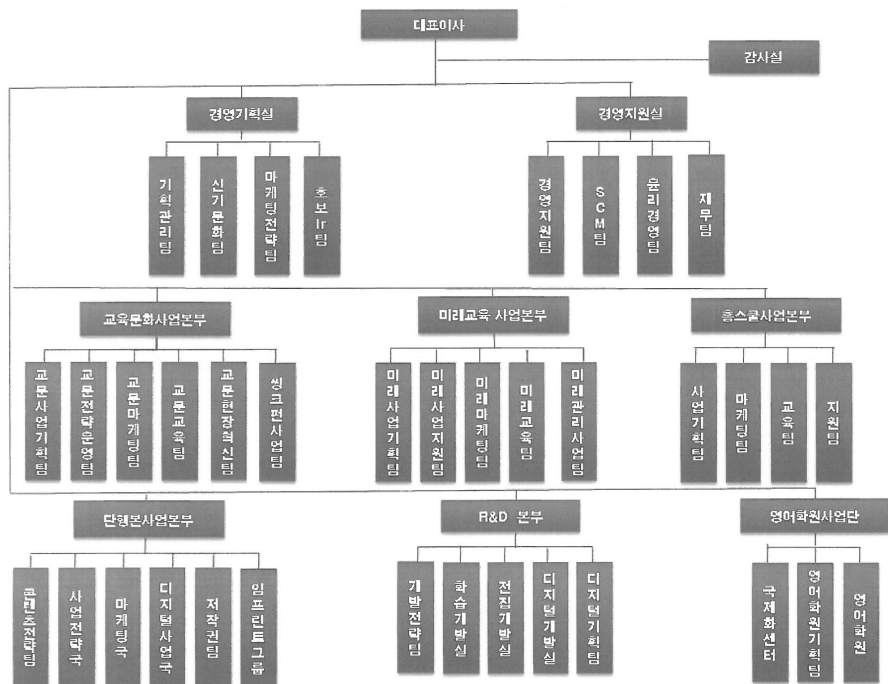 대표이사
감사실
경영기획실
경영지원실
기획관리팀
신기문화팀
마케팅전략팀
호보Ir팀
경영지원팀
SCM팀
윤리경영팀
재무팀
교육문화사업본부
미래교육 사업본부
홈스쿨사업본부
교문사업기획팀
교문전략운영팀
교문마케팅팀
교문교육팀
교문현장혁신팀
씽크펀사업팀
미래사업기획팀
미래사업지원팀
미래마케팅팀
미래교육팀
미래관리사업팀
사업기획팀
마케팅팀
교육팀
지원팀
단행본사업본부
R&D 본부
영어학원사업단
콘텐츠전략팀
사업전략국
마케팅국
디지털사업국
저작권팀
임프린트그룹
개발전략팀
학습개발실
전집개발실
디지털개발실
디지털기획팀
국제화센터
영어학원기획팀
영어학원